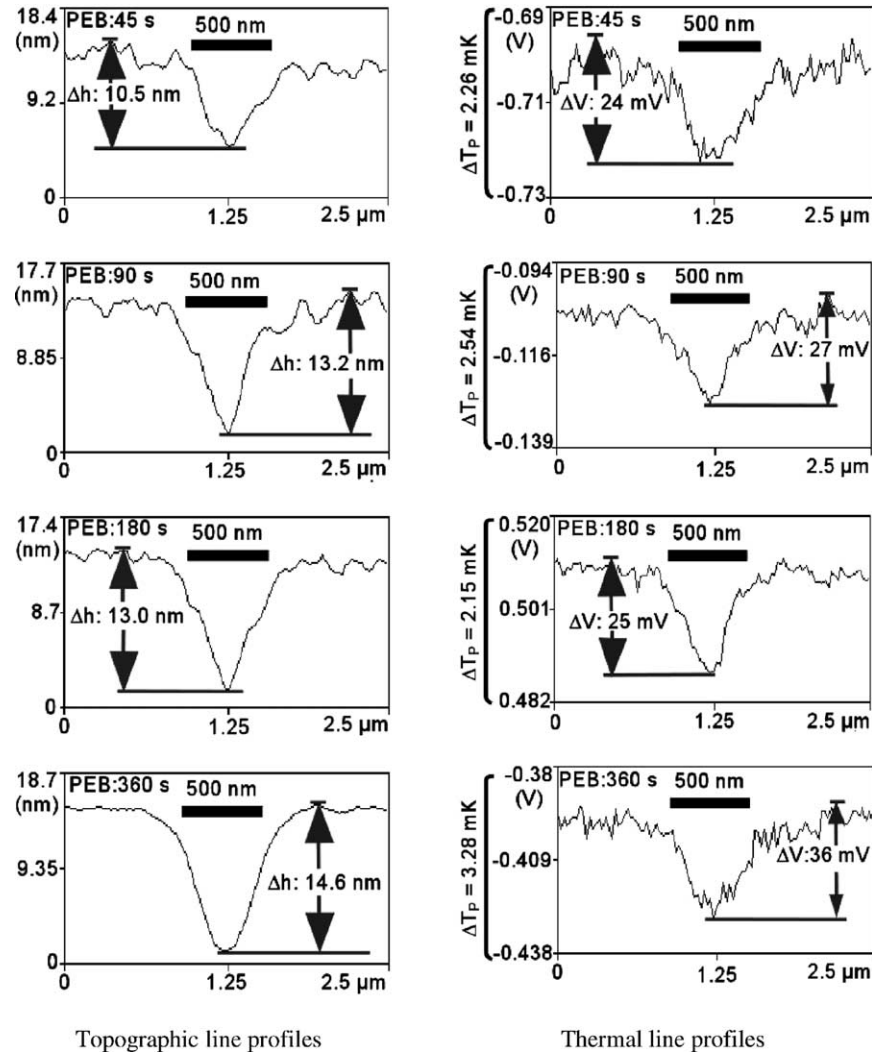 18.4
(nm)
PEB:45 s
500 nm
Δh: 10.5 nm
9.2
0
0
1.25
2.5 μm
-0.69
(V)
PEB:45 s
500 nm
ΔV: 24 mV
-0.71
-0.73
ΔTP = 2.26 mK
0
1.25
2.5 μm
17.7
(nm)
PEB:90 s
500 nm
Δh: 13.2 nm
8.85
0
0
1.25
2.5 μm
-0.094
(V)
PEB:90 s
500 nm
ΔV: 27 mV
-0.116
-0.139
ΔTP = 2.54 mK
0
1.25
2.5 μm
17.4
(nm)
PEB:180 s
500 nm
Δh: 13.0 nm
8.7
0
0
1.25
2.5 μm
0.520
(V)
PEB:180 s
500 nm
ΔV: 25 mV
0.501
0.482
ΔTP = 2.15 mK
0
1.25
2.5 μm
18.7
(nm)
PEB:360 s
500 nm
Δh: 14.6 nm
9.35
0
0
1.25
2.5 μm
-0.38
(V)
PEB:360 s
500 nm
ΔV:36 mV
-0.409
-0.438
ΔTP = 3.28 mK
0
1.25
2.5 μm
Topographic line profiles
Thermal line profiles